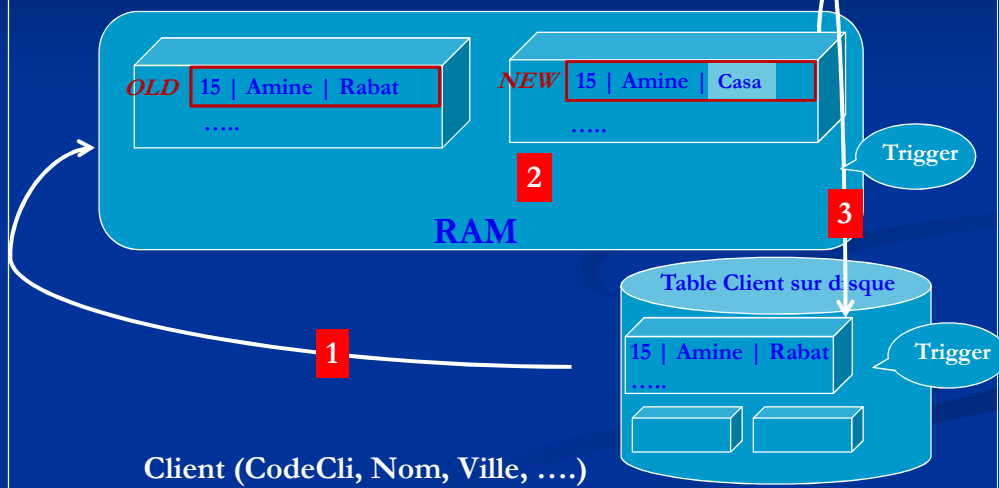 OLD 15 | Amine | Rabat
…..
NEW 15 | Amine | Casa
…..
Trigger
2
3
RAM
Table Client sur disque
1
15 | Amine | Rabat
…..
Trigger
Client (CodeCli, Nom, Ville, ….)